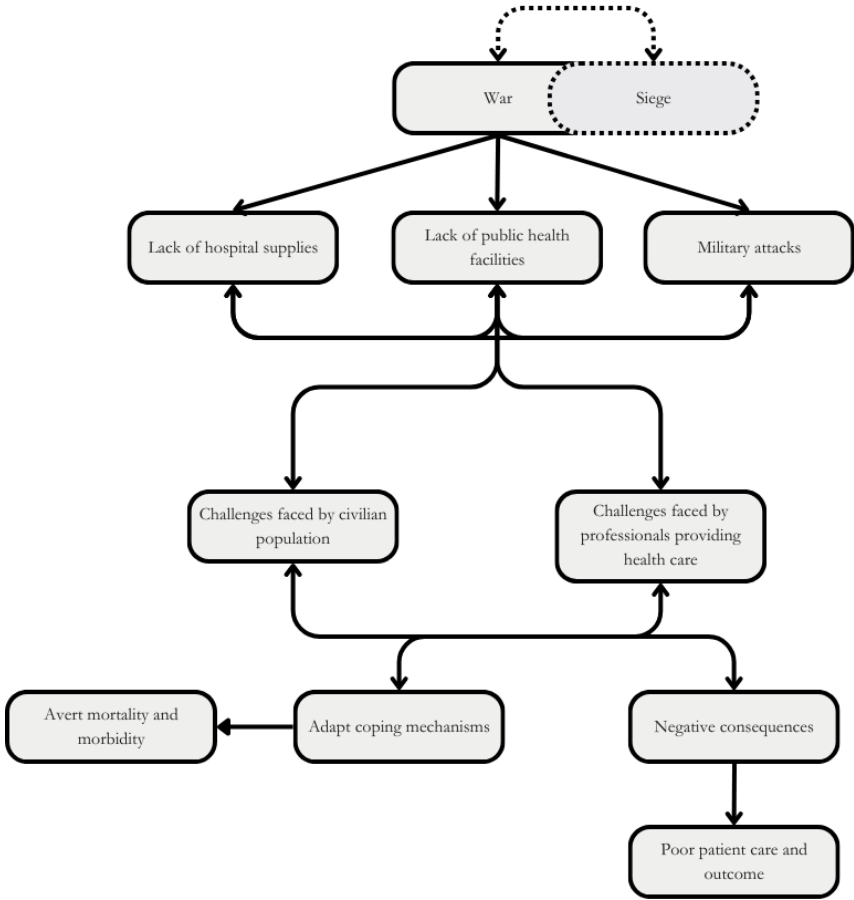 War
Siege
Lack of hospital supplies
Lack of public health
facilities
Military attacks
Challenges faced by civilian
population
Challenges faced by
professionals providing
health care
Avert mortality and
morbidity
Adapt coping mechanisms
Negative consequences
Poor patient care and
outcome